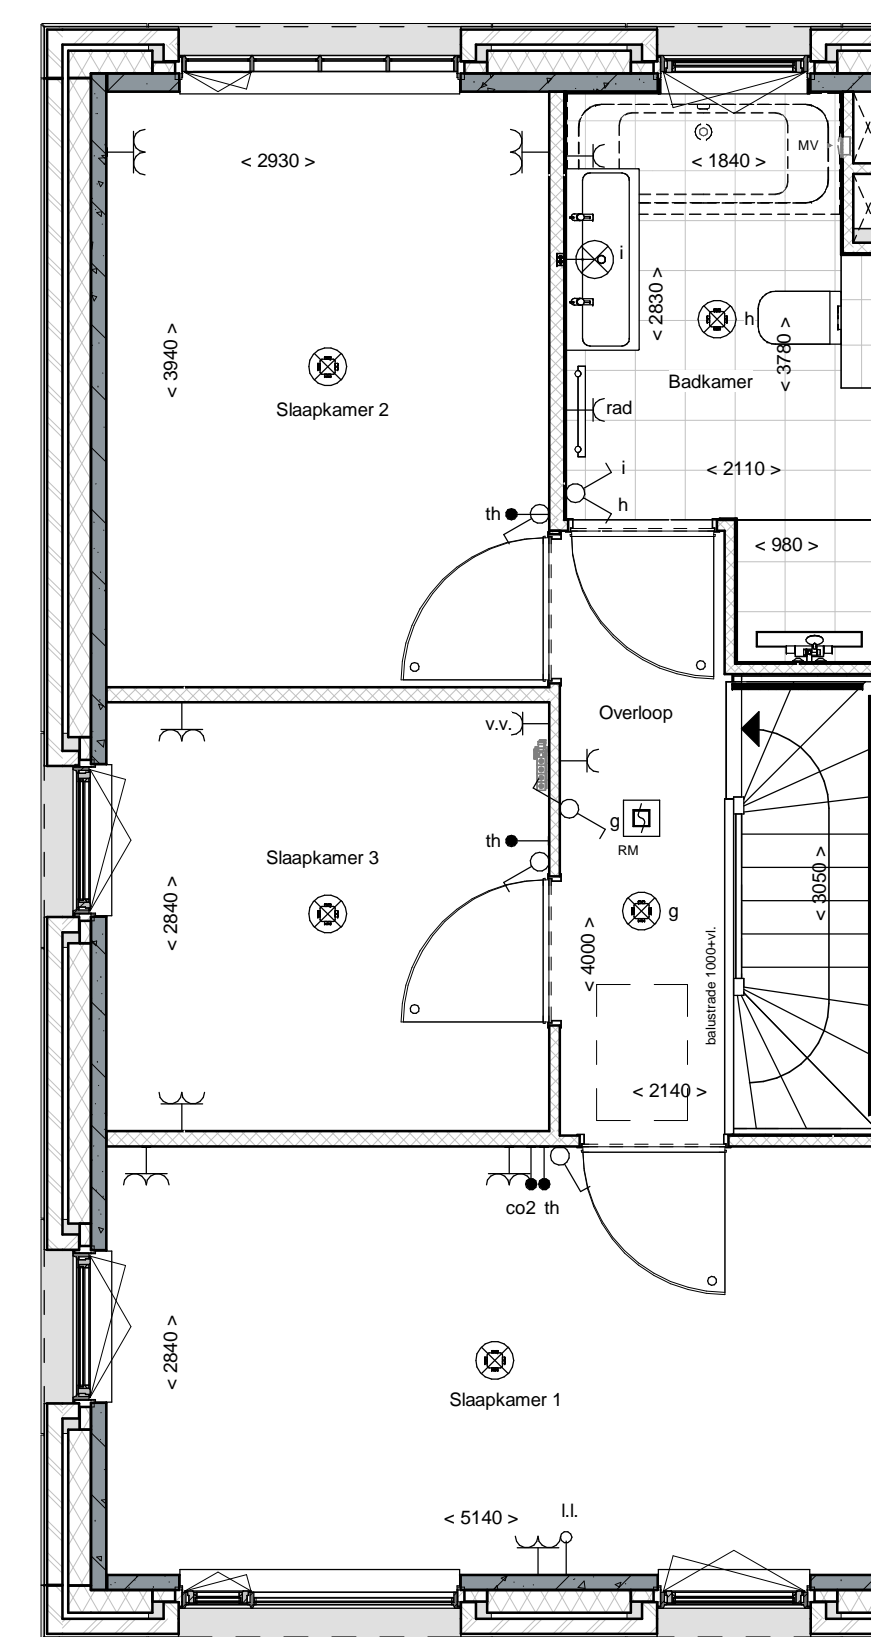 < 2930 >
< 1840 >
MV
i
< 2830 >
h
< 3780 >
< 3940 >
Slaapkamer 2
Badkamer
rad
i
< 2110 >
h
th
< 980 >
Overloop
v.v.
g
RM
th
Slaapkamer 3
< 2840 >
< 3050 >
g
< 4000 >
balustrade 1000+vl.
< 2140 >
co2 th
< 2840 >
Slaapkamer 1
< 5140 >
l.l.